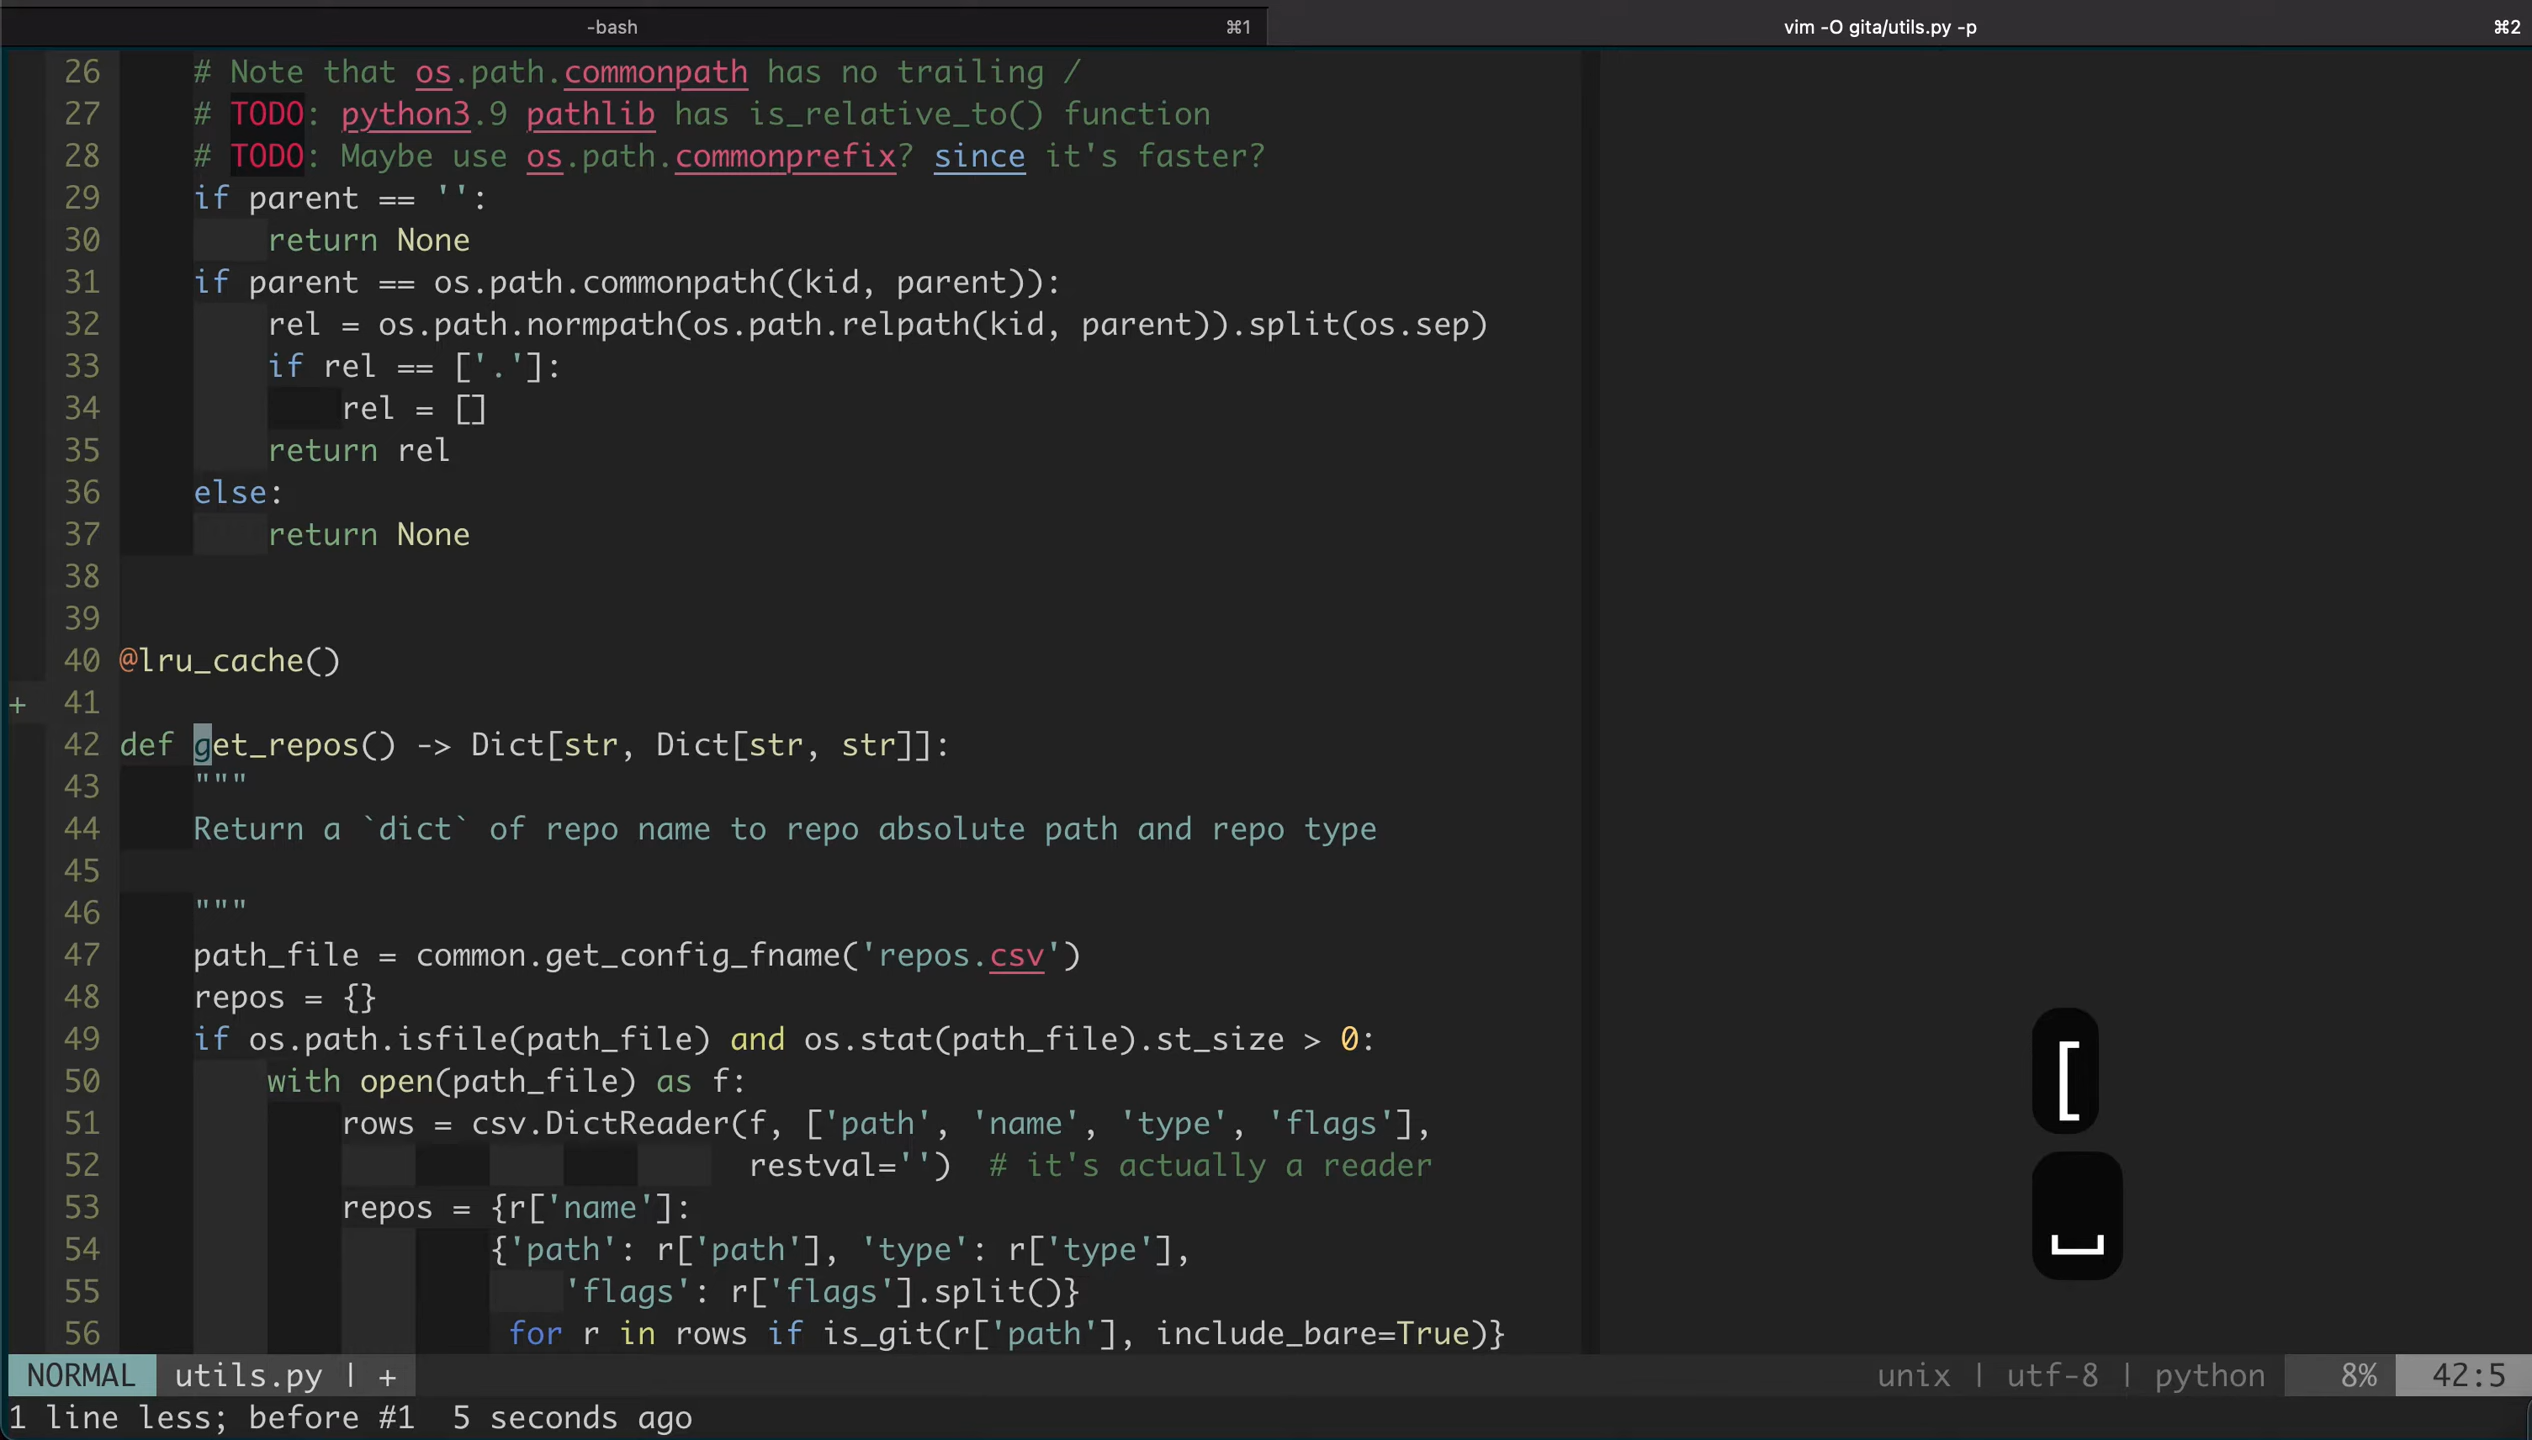 -bash ⌘1 vim -O gita/utils.py -p ⌘2
26     # Note that os.path.commonpath has no trailing /
27     # TODO: python3.9 pathlib has is_relative_to() function
28     # TODO: Maybe use os.path.commonprefix? since it's faster?
29     if parent == '':
30         return None
31     if parent == os.path.commonpath((kid, parent)):
32         rel = os.path.normpath(os.path.relpath(kid, parent)).split(os.sep)
33         if rel == ['.']:
34             rel = []
35         return rel
36     else:
37         return None
38
39
40 @lru_cache()
+ 41
42 def get_repos() -> Dict[str, Dict[str, str]]:
43     """
44     Return a `dict` of repo name to repo absolute path and repo type
45
46     """
47     path_file = common.get_config_fname('repos.csv')
48     repos = {}
49     if os.path.isfile(path_file) and os.stat(path_file).st_size > 0:
50         with open(path_file) as f:
51             rows = csv.DictReader(f, ['path', 'name', 'type', 'flags'],
52                                   restval='')  # it's actually a reader
53             repos = {r['name']:
54                     {'path': r['path'], 'type': r['type'],
55                         'flags': r['flags'].split()}
56                      for r in rows if is_git(r['path'], include_bare=True)}
[
␣
NORMAL utils.py | + unix | utf-8 | python 8% 42:5
1 line less; before #1  5 seconds ago